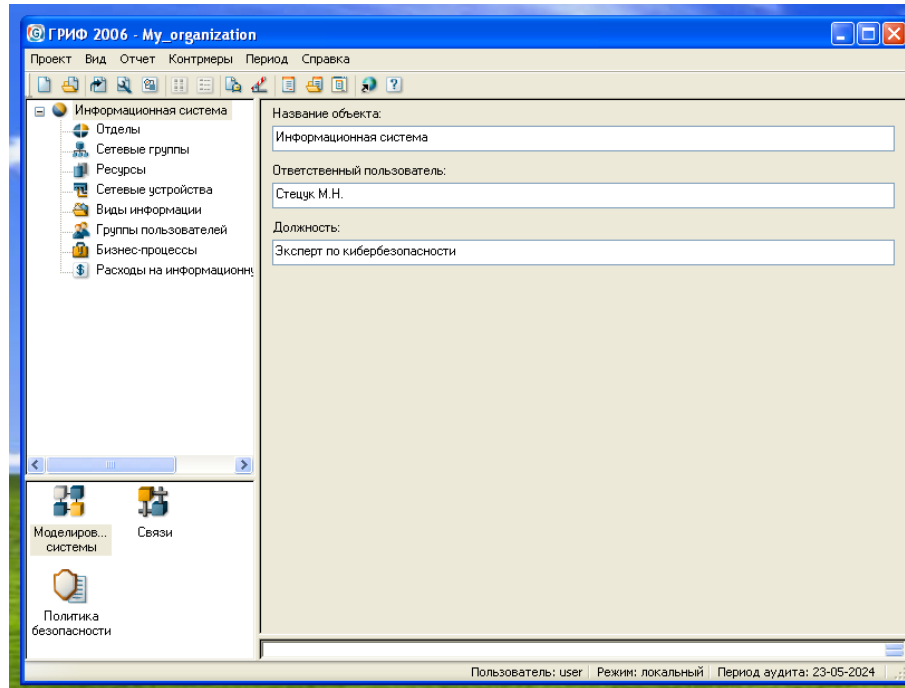 ГРИФ 2006 - My_organization
Проект Вид Отчет Контрмеры Период Справка
Информационная система
Отделы
Сетевые группы
Ресурсы
Сетевые устройства
Виды информации
Группы пользователей
Бизнес-процессы
Расходы на информационну
Название объекта:
Информационная система
Ответственный пользователь:
Стецук М.Н.
Должность:
Эксперт по кибербезопасности
Моделиров...
системы
Связи
Политика
безопасности
Пользователь: user Режим: локальный Период аудита: 23-05-2024